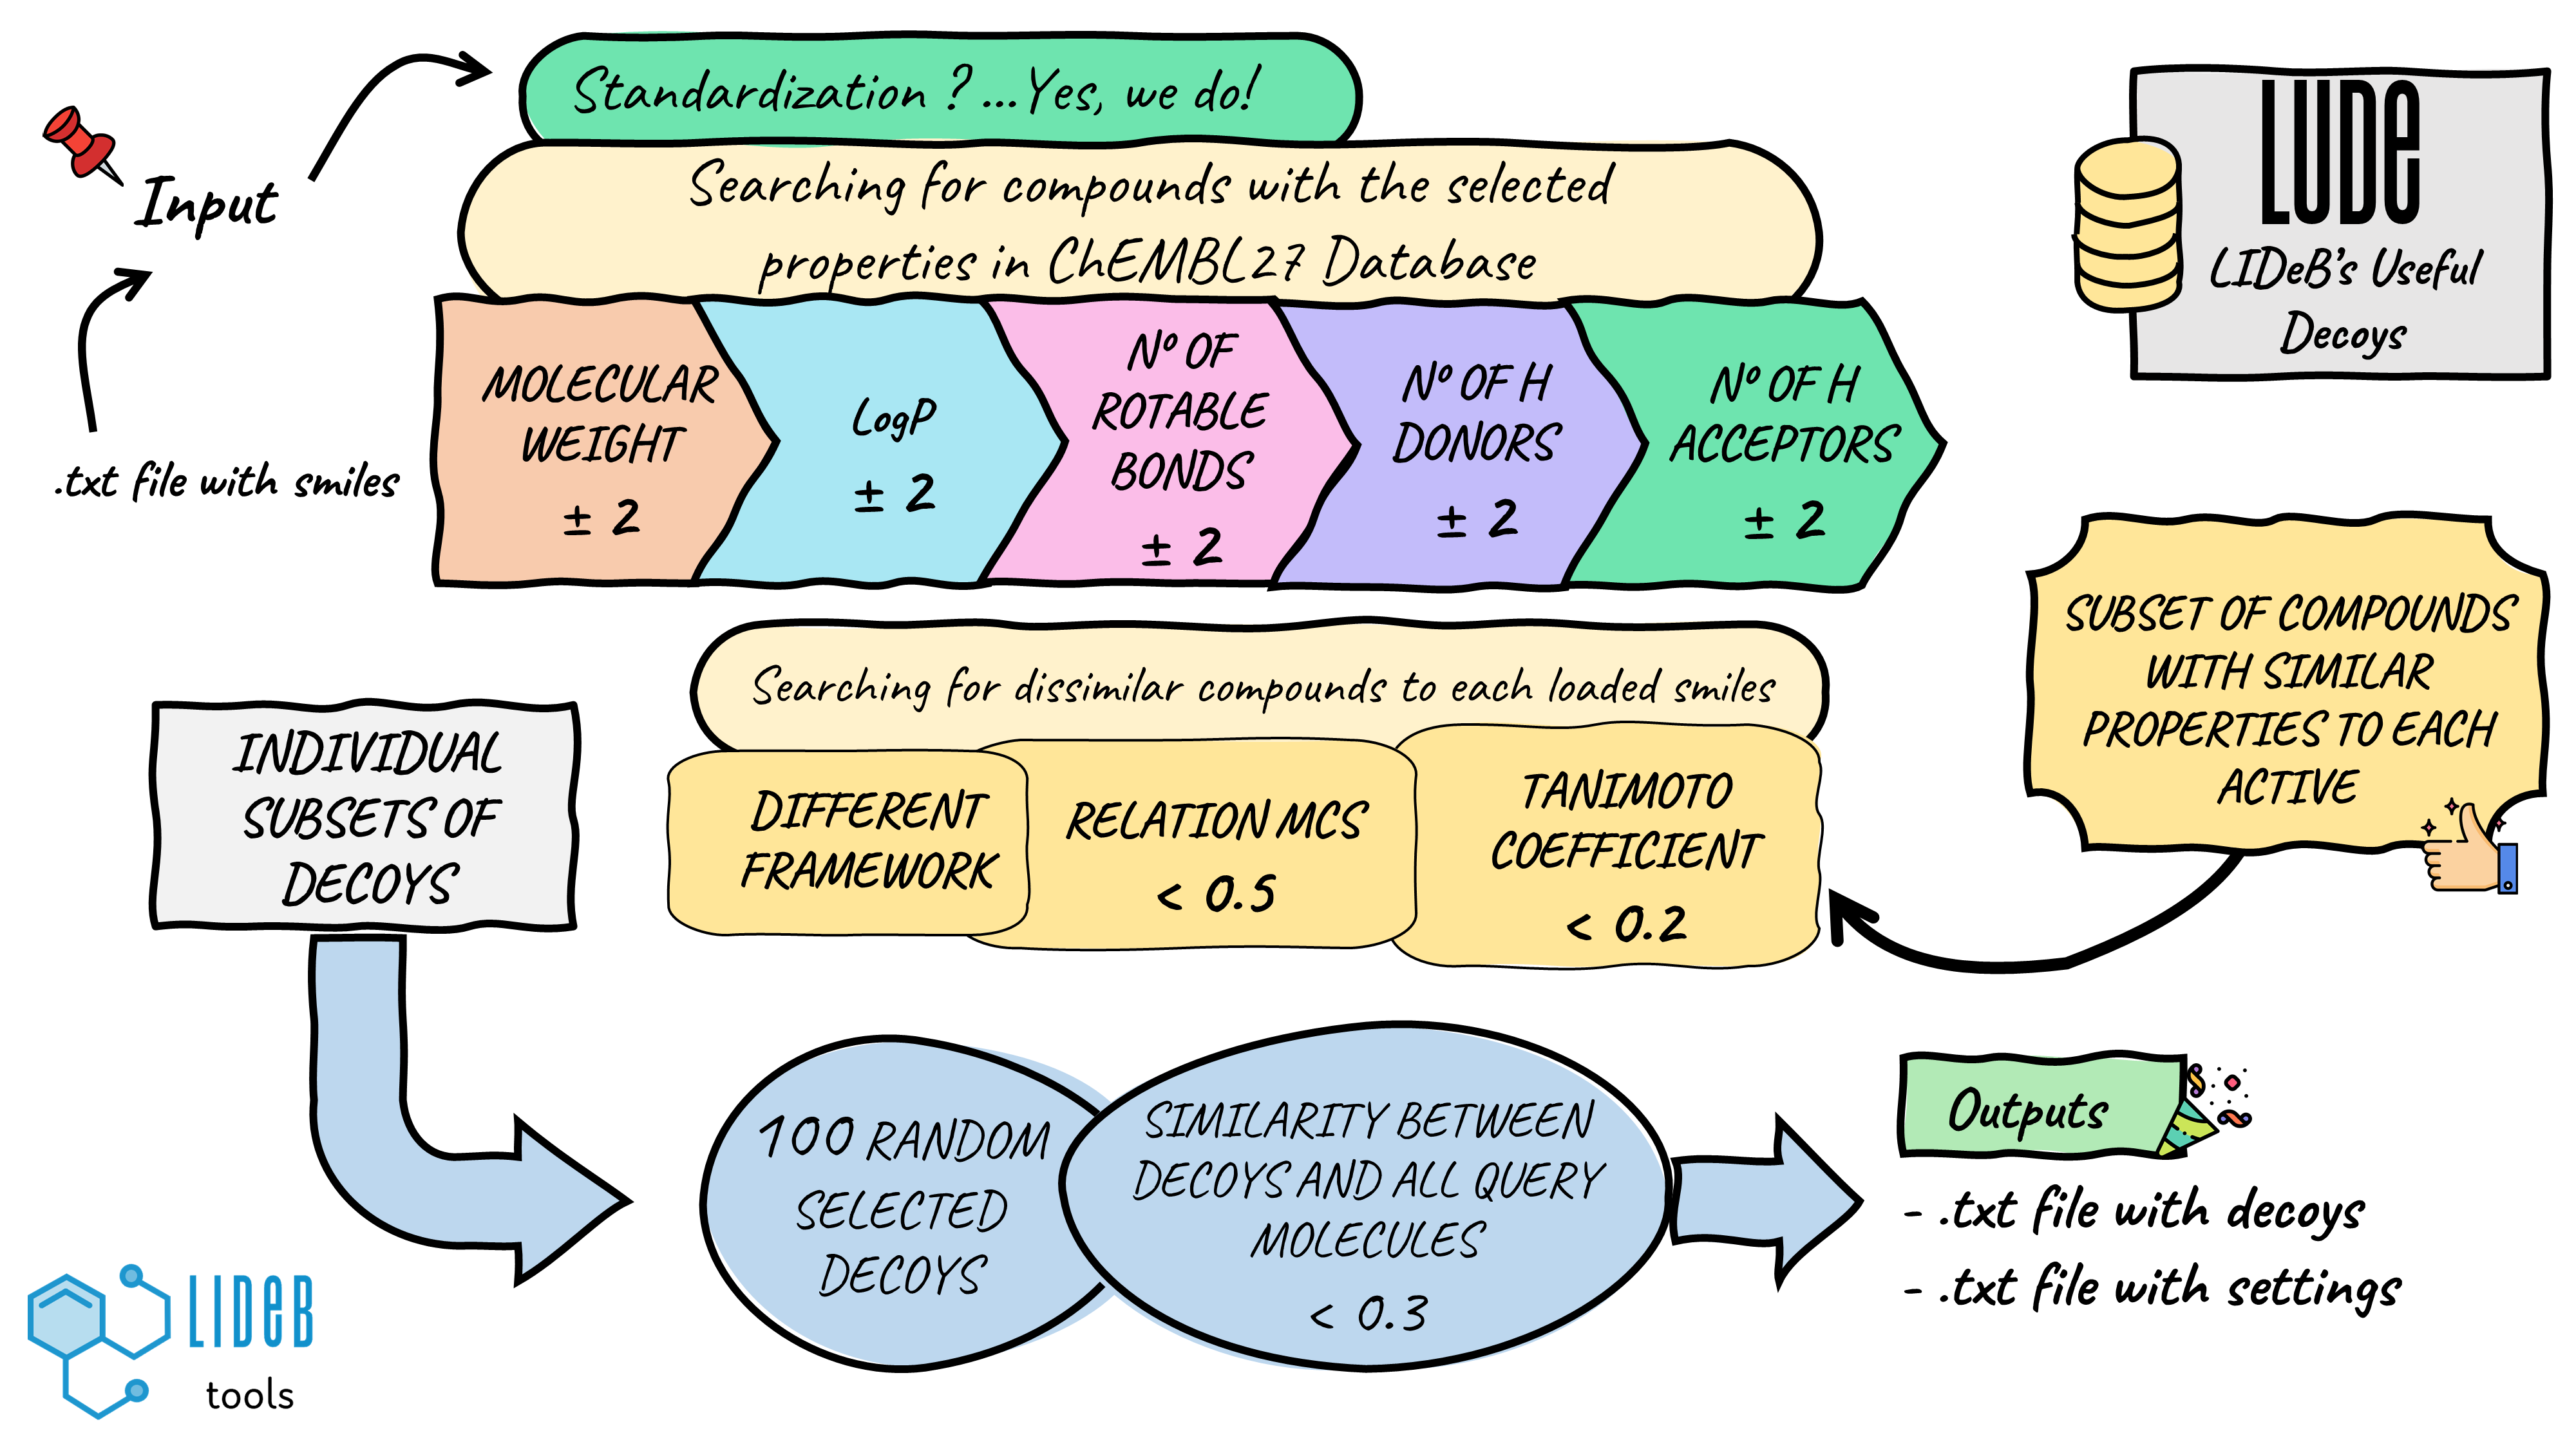 Standardization ? ...Yes, we do!
Input
.txt file with smiles
Searching for compounds with the selected
properties in ChEMBL27 Database
MOLECULAR
WEIGHT
± 2
LogP
± 2
Nº OF
ROTABLE
BONDS
± 2
Nº OF H
DONORS
± 2
Nº OF H
ACCEPTORS
± 2
LUDe
LIDeB's Useful
Decoys
SUBSET OF COMPOUNDS
WITH SIMILAR
PROPERTIES TO EACH
ACTIVE
Searching for dissimilar compounds to each loaded smiles
DIFFERENT
FRAMEWORK
RELATION MCS
< 0.5
TANIMOTO
COEFFICIENT
< 0.2
INDIVIDUAL
SUBSETS OF
DECOYS
100 RANDOM
SELECTED
DECOYS
SIMILARITY BETWEEN
DECOYS AND ALL QUERY
MOLECULES
< 0.3
Outputs
- .txt file with decoys
- .txt file with settings
LIDeB
tools